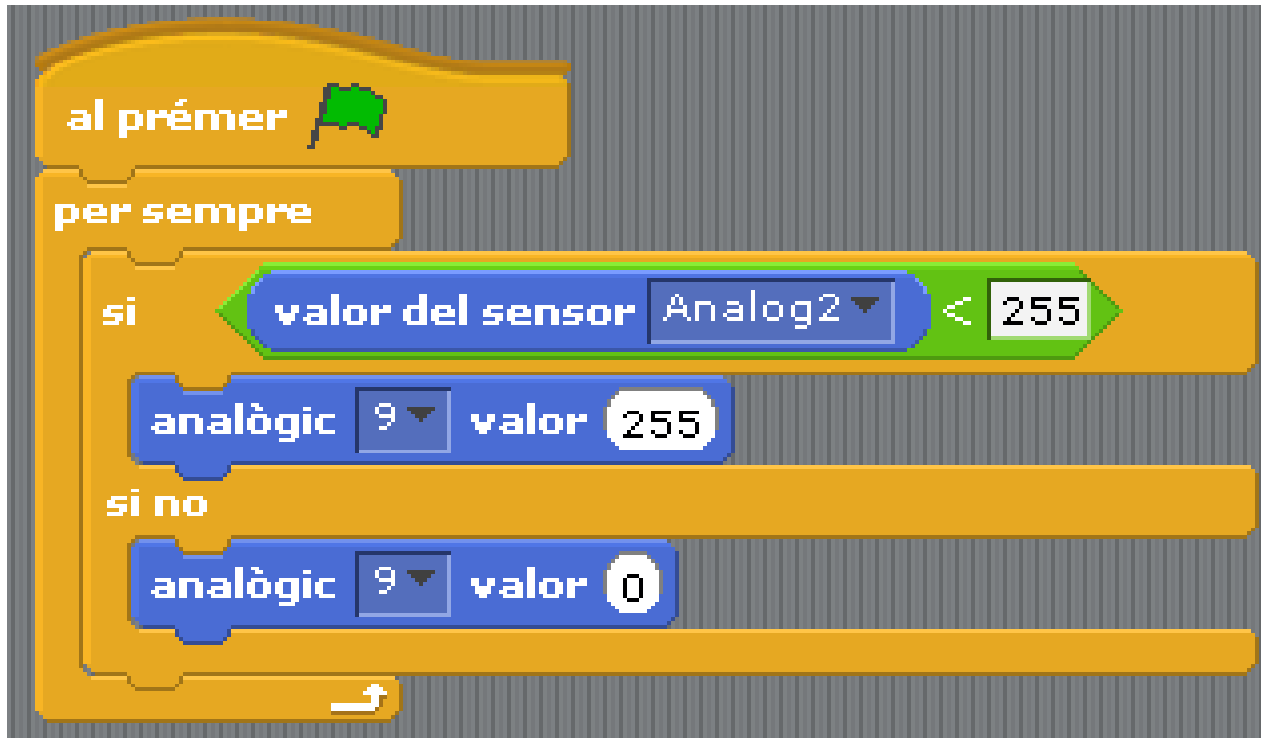 al prémer
per sempre
si valor del sensor Analog2 < 255
analògic 9 valor 255
si no
analògic 9 valor 0